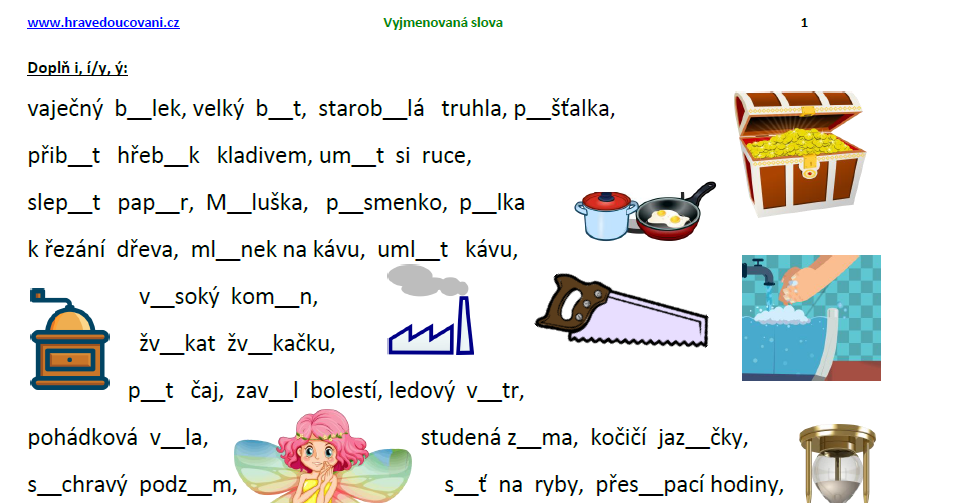 www.hravedoucovani.cz Vyjmenovaná slova 1
Doplň i, í/y, ý:
vaječný b__lek, velký b__t, starob__lá truhla, p__šťalka,
přib__t hřeb__k kladivem, um__t si ruce,
slep__t pap__r, M__luška, p__smenko, p__lka
k řezání dřeva, ml__nek na kávu, uml__t kávu,
v__soký kom__n,
žv__kat žv__kačku,
p__t čaj, zav__l bolestí, ledový v__tr,
pohádková v__la, studená z__ma, kočičí jaz__čky,
s__chravý podz__m, s__ť na ryby, přes__pací hodiny,